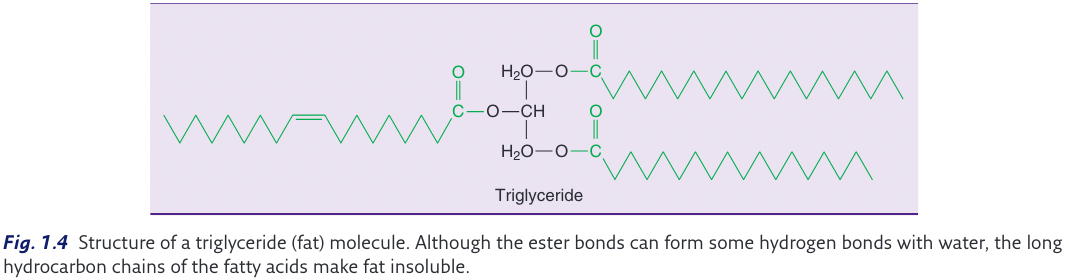 O
O H₂O—O—C
C—O—CH O
H₂O—O—C
Triglyceride
Fig. 1.4 Structure of a triglyceride (fat) molecule. Although the ester bonds can form some hydrogen bonds with water, the long
hydrocarbon chains of the fatty acids make fat insoluble.